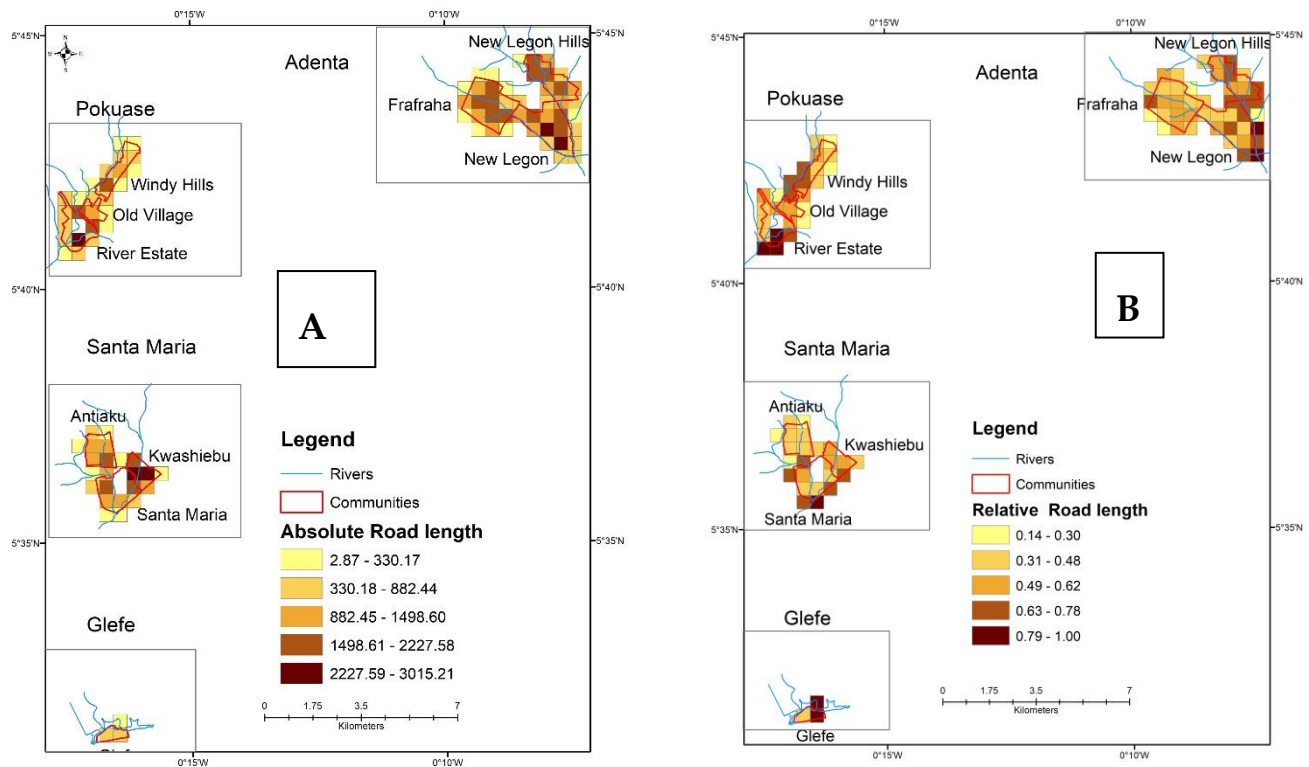 0°15'W
0°10'W
5°45'N
5°45'N
Adenta
New Legon Hills
Frafraha
New Legon
Pokuase
Windy Hills
Old Village
River Estate
5°40'N
5°40'N
A
Santa Maria
Antiaku
Kwashiebu
Santa Maria
5°35'N
5°35'N
Legend
Rivers
Communities
Absolute Road length
2.87 - 330.17
330.18 - 882.44
882.45 - 1498.60
1498.61 - 2227.58
2227.59 - 3015.21
Glefe
0 1.75 3.5 7
Kilometers
0°15'W
0°10'W
0°15'W
0°10'W
5°45'N
5°45'N
Adenta
New Legon Hills
Frafraha
New Legon
Pokuase
Windy Hills
Old Village
River Estate
5°40'N
5°40'N
B
Santa Maria
Antiaku
Kwashiebu
Santa Maria
5°35'N
5°35'N
Legend
Rivers
Communities
Relative Road length
0.14 - 0.30
0.31 - 0.48
0.49 - 0.62
0.63 - 0.78
0.79 - 1.00
Glefe
Glefe
0 1.75 3.5 7
Kilometers
0°15'W
0°10'W